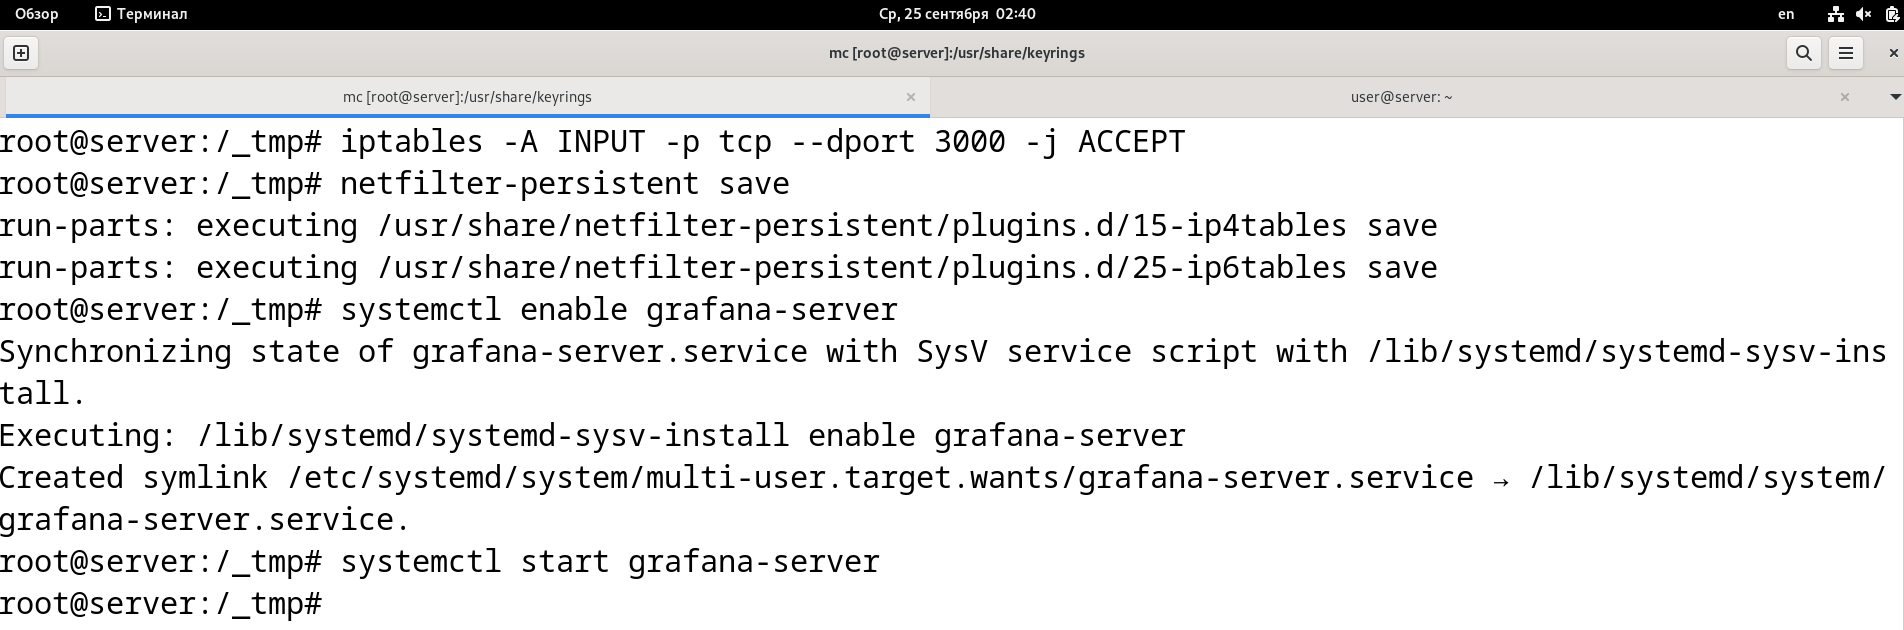 Обзор Терминал Ср, 25 сентября 02:40 en
mc [root@server]:/usr/share/keyrings
mc [root@server]:/usr/share/keyrings user@server: ~
root@server:/_tmp# iptables -A INPUT -p tcp --dport 3000 -j ACCEPT
root@server:/_tmp# netfilter-persistent save
run-parts: executing /usr/share/netfilter-persistent/plugins.d/15-ip4tables save
run-parts: executing /usr/share/netfilter-persistent/plugins.d/25-ip6tables save
root@server:/_tmp# systemctl enable grafana-server
Synchronizing state of grafana-server.service with SysV service script with /lib/systemd/systemd-sysv-ins
tall.
Executing: /lib/systemd/systemd-sysv-install enable grafana-server
Created symlink /etc/systemd/system/multi-user.target.wants/grafana-server.service → /lib/systemd/system/
grafana-server.service.
root@server:/_tmp# systemctl start grafana-server
root@server:/_tmp#